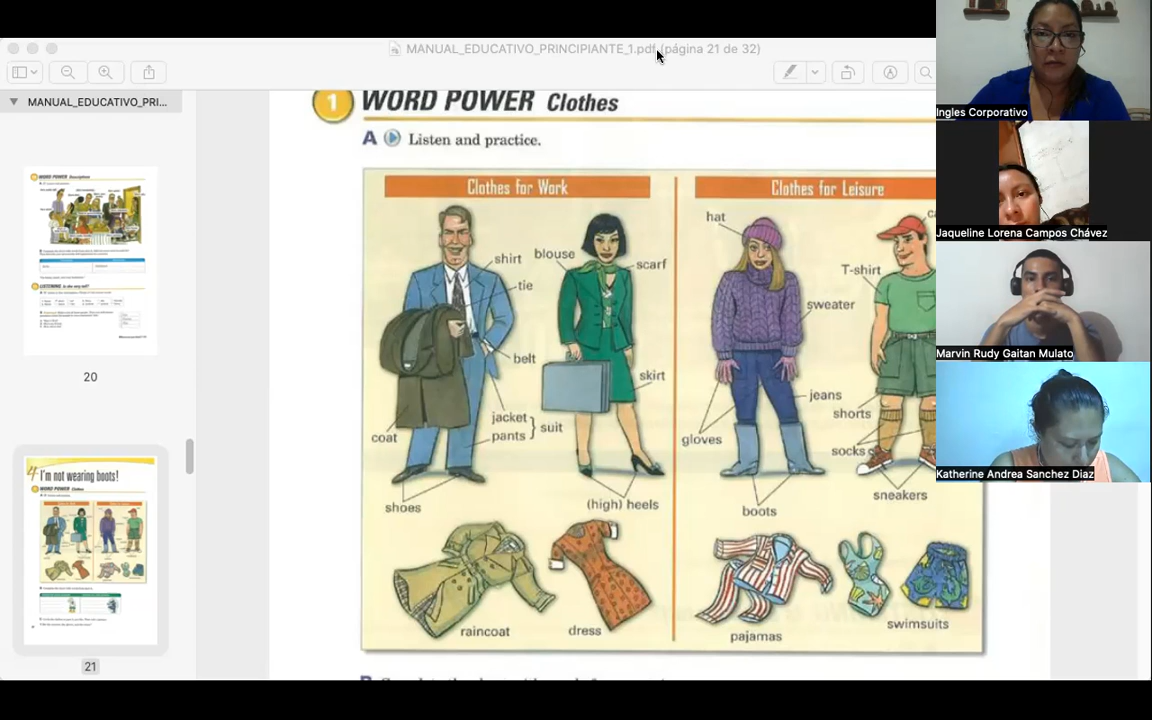 MANUAL_EDUCATIVO_PRINCIPIANTE_1.pdf (página 21 de 32)
MANUAL_EDUCATIVO_PRI...
20
4 I'm not wearing boots!
21
1 WORD POWER Clothes
A Listen and practice.
Clothes for Work
shirt
blouse
scarf
tie
belt
skirt
jacket
pants
suit
coat
shoes
(high) heels
raincoat
dress
Clothes for Leisure
hat
T-shirt
sweater
jeans
shorts
gloves
socks
sneakers
boots
pajamas
swimsuits
Ingles Corporativo
Jaqueline Lorena Campos Chávez
Marvin Rudy Gaitan Mulato
Katherine Andrea Sanchez Diaz